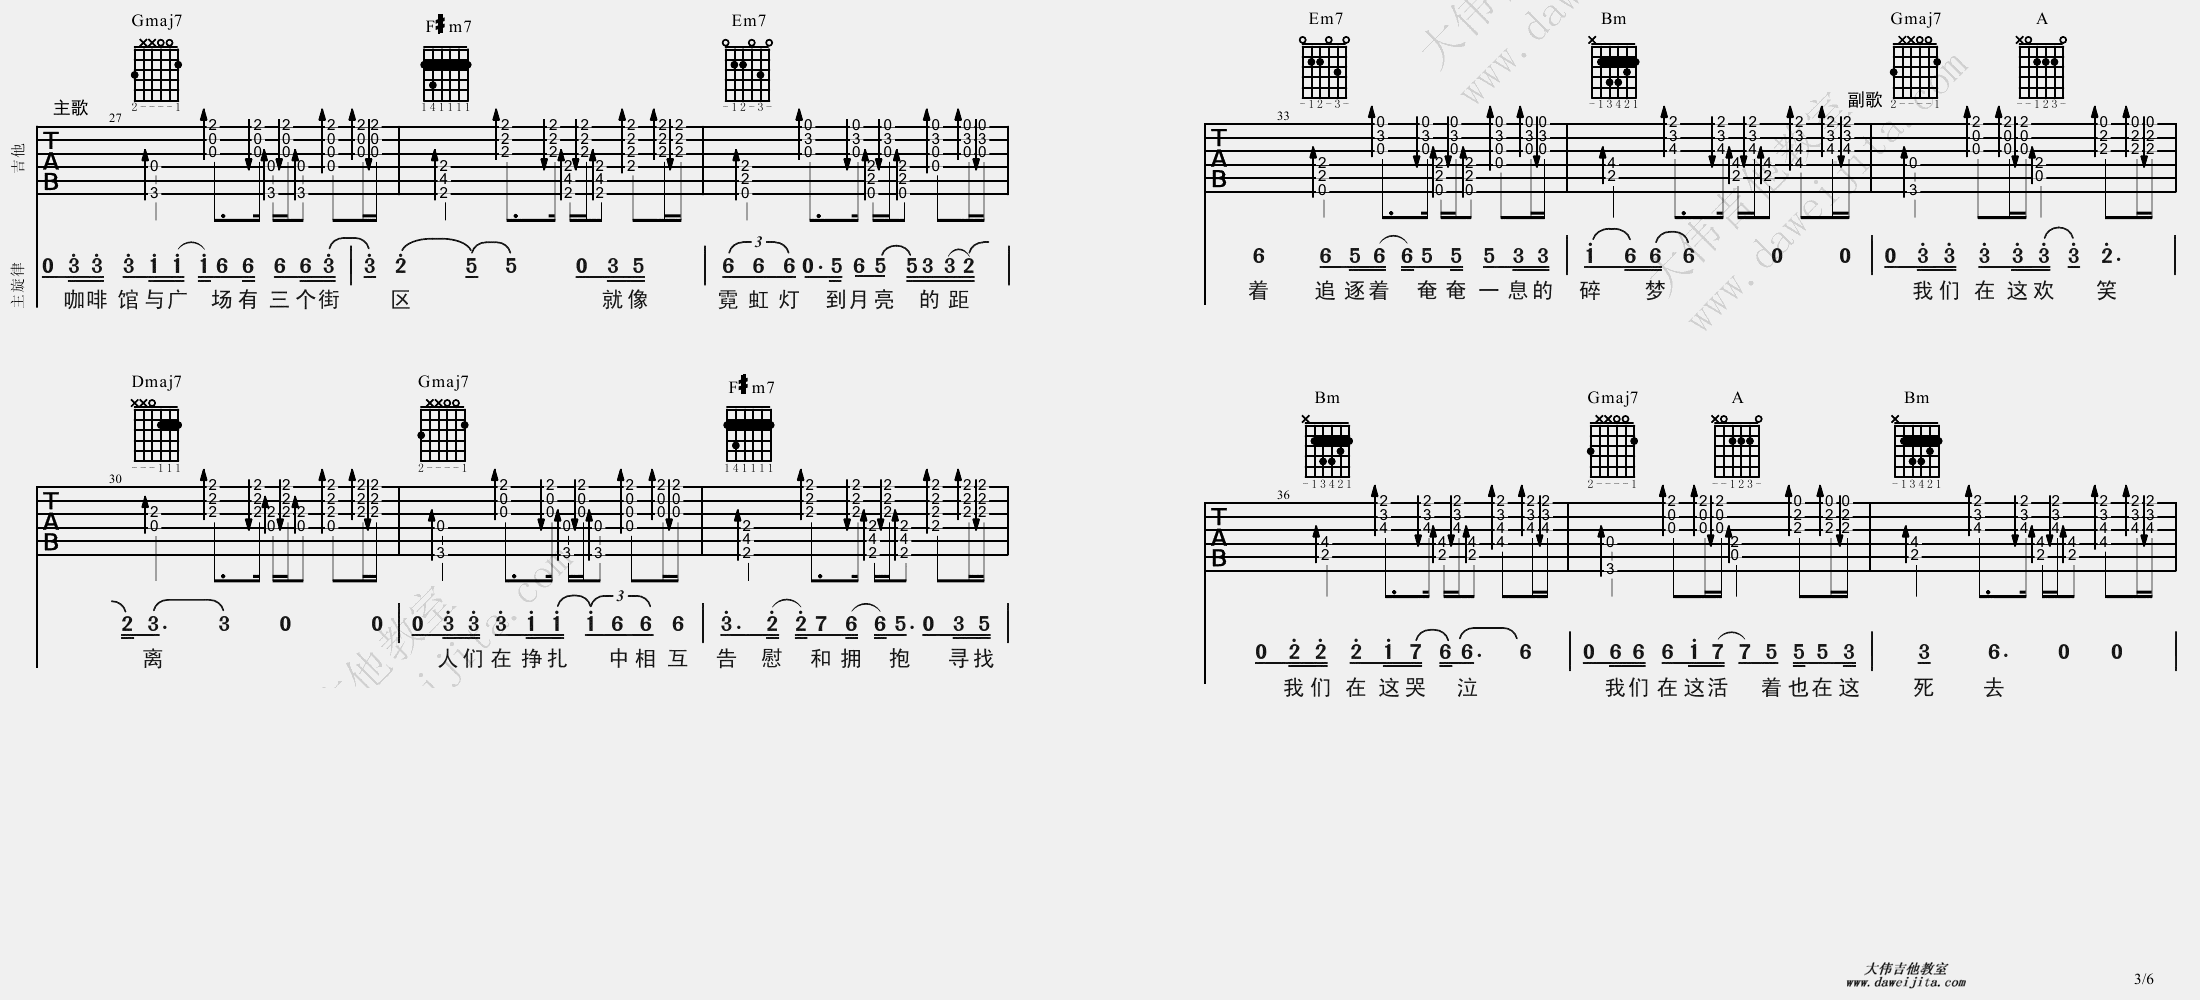 Gmaj7 F#m7 Em7
主歌
27
吉他
主旋律
0 3 3 3 1 1 1 6 6 6 6 3 3 2 5 5 0 3 5 6 6 6 0. 5 6 5 5 3 3 2
咖啡 馆与广 场有 三个街 区 就像 霓虹灯 到月亮 的距
Dmaj7 Gmaj7 F#m7
30
2 3. 3 0 0 0 3 3 3 1 1 1 6 6 6 3. 2 2 7 6 6 5. 0 3 5
离 人们在挣扎 中相互 告慰 和拥 抱 寻找
Em7 Bm Gmaj7 A
副歌
33
6 6 5 6 6 5 5 5 3 3 1 6 6 6 0 0 0 3 3 3 3 3 3 2.
着 追逐着 奄奄 一息的 碎 梦 我们 在这欢 笑
Bm Gmaj7 A Bm
36
0 2 2 2 1 7 6 6. 6 0 6 6 6 1 7 7 5 5 5 3 3 6. 0 0
我们 在这哭 泣 我们在这活 着也在这 死 去
大伟吉他教室
www.daweijita.com
3/6